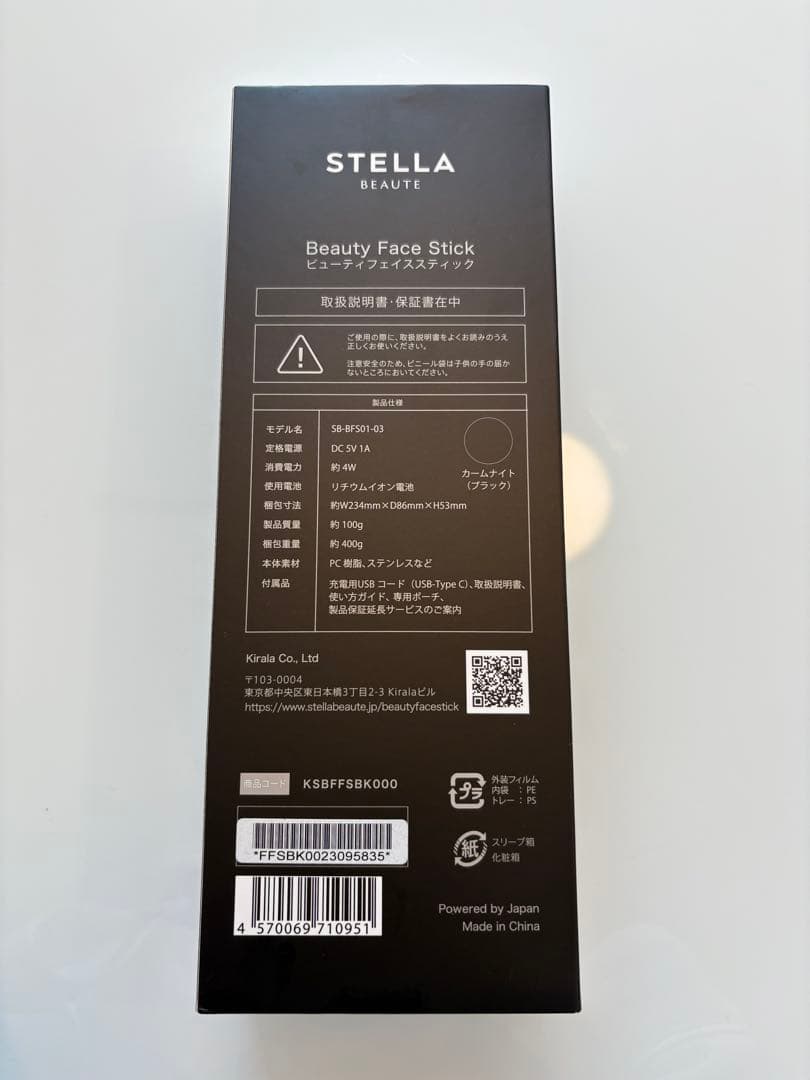 STELLA
BEAUTE
Beauty Face Stick
ビューティフェイススティック
取扱説明書・保証書在中
ご使用の際に、取扱説明書をよくお読みのうえ
正しくお使いください。
注意安全のため、ビニール袋は子供の手の届か
ないところにおいてください。
製品仕様
モデル名 SB-BFS01-03
定格電源 DC 5V 1A
消費電力 約 4W
使用電池 リチウムイオン電池
梱包寸法 約W234mm×D86mm×H53mm
製品質量 約 100g
梱包重量 約 400g
本体素材 PC 樹脂、ステンレスなど
付属品 充電用USB コード（USB-Type C）、取扱説明書、
使い方ガイド、専用ポーチ、
製品保証延長サービスのご案内
カームナイト
（ブラック）
Kirala Co., Ltd
〒103-0004
東京都中央区東日本橋3丁目2-3 Kiralaビル
https://www.stellabeaute.jp/beautyfacestick
商品コード KSBFFSBK000
*FFSBK0023095835*
4 570069 710951
プラ
外装フィルム
内袋 ：PE
トレー：PS
紙
スリーブ箱
化粧箱
Powered by Japan
Made in China